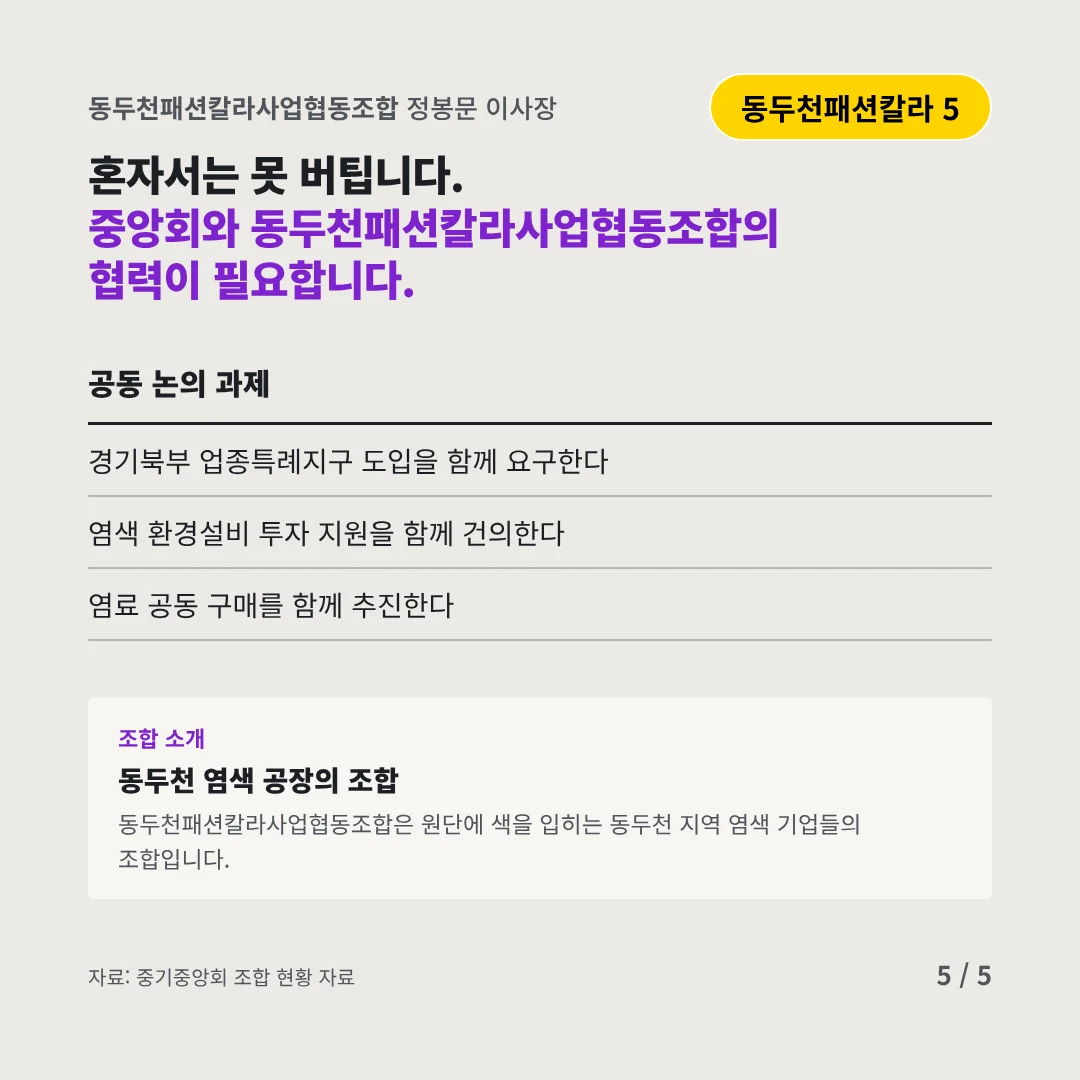 동두천패션칼라사업협동조합 정봉문 이사장
동두천패션칼라 5
혼자서는 못 버팁니다.
중앙회와 동두천패션칼라사업협동조합의
협력이 필요합니다.
공동 논의 과제
경기북부 업종특례지구 도입을 함께 요구한다
염색 환경설비 투자 지원을 함께 건의한다
염료 공동 구매를 함께 추진한다
조합 소개
동두천 염색 공장의 조합
동두천패션칼라사업협동조합은 원단에 색을 입히는 동두천 지역 염색 기업들의
조합입니다.
자료: 중기중앙회 조합 현황 자료
5 / 5